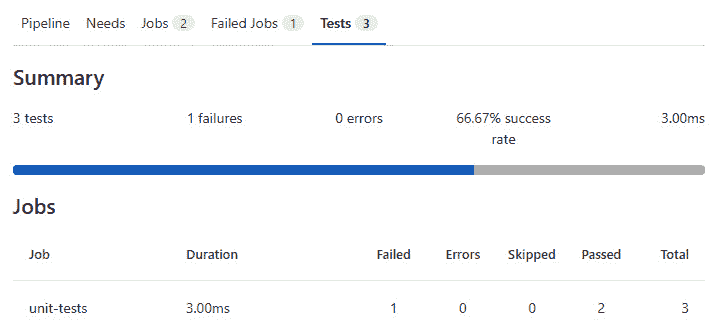 Pipeline Needs Jobs 2 Failed Jobs 1 Tests 3
Summary
3 tests 1 failures 0 errors 66.67% success rate 3.00ms
Jobs
Job Duration Failed Errors Skipped Passed Total
unit-tests 3.00ms 1 0 0 2 3